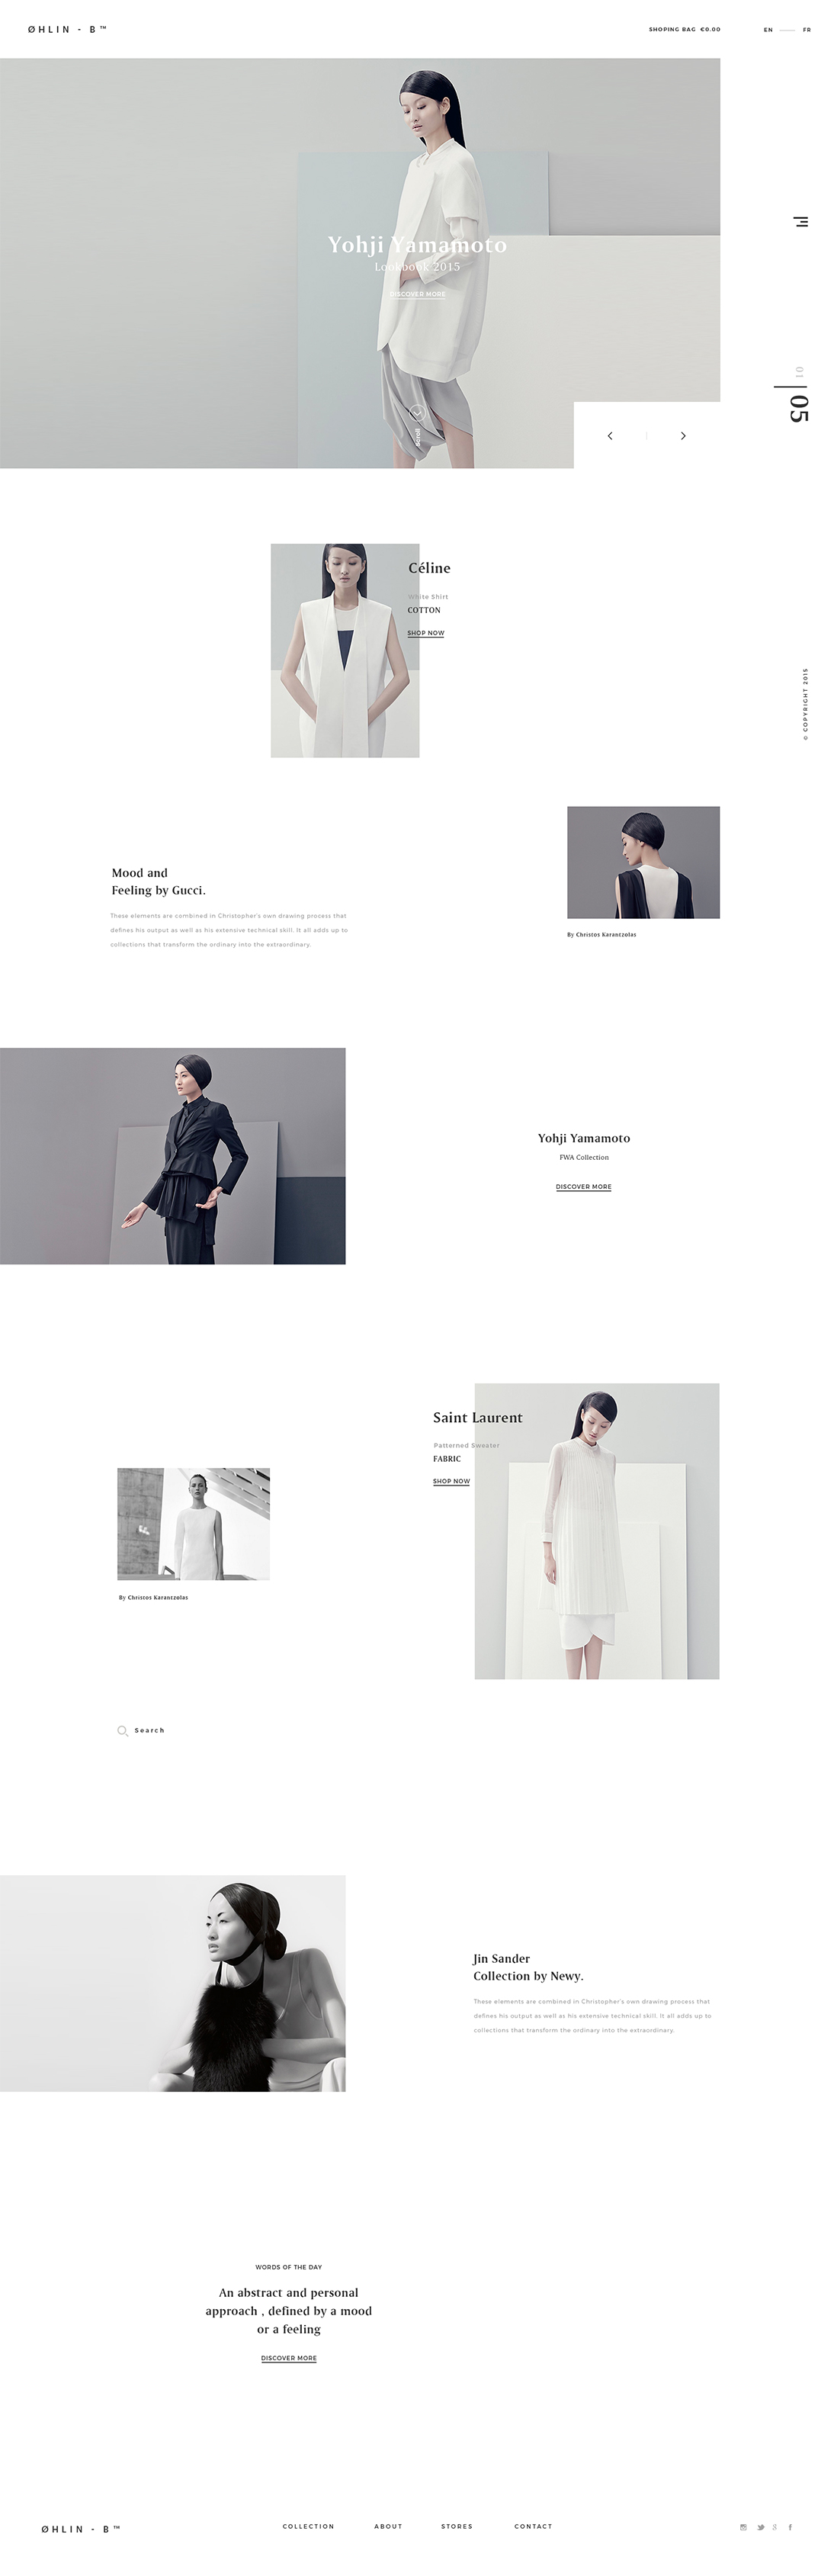 ØHLIN - B™
SHOPING BAG €0.00
EN
FR
Yohji Yamamoto
Lookbook 2015
DISCOVER MORE
01
05
Scroll
Céline
White Shirt
COTTON
SHOP NOW
© COPYRIGHT 2015
Mood and
Feeling by Gucci.
These elements are combined in Christopher's own drawing process that
defines his output as well as his extensive technical skill. It all adds up to
collections that transform the ordinary into the extraordinary.
By Christos Karantzolas
Yohji Yamamoto
FWA Collection
DISCOVER MORE
Saint Laurent
Patterned Sweater
FABRIC
SHOP NOW
By Christos Karantzolas
Search
Jin Sander
Collection by Newy.
These elements are combined in Christopher's own drawing process that
defines his output as well as his extensive technical skill. It all adds up to
collections that transform the ordinary into the extraordinary.
WORDS OF THE DAY
An abstract and personal
approach , defined by a mood
or a feeling
DISCOVER MORE
ØHLIN - B™
COLLECTION
ABOUT
STORES
CONTACT